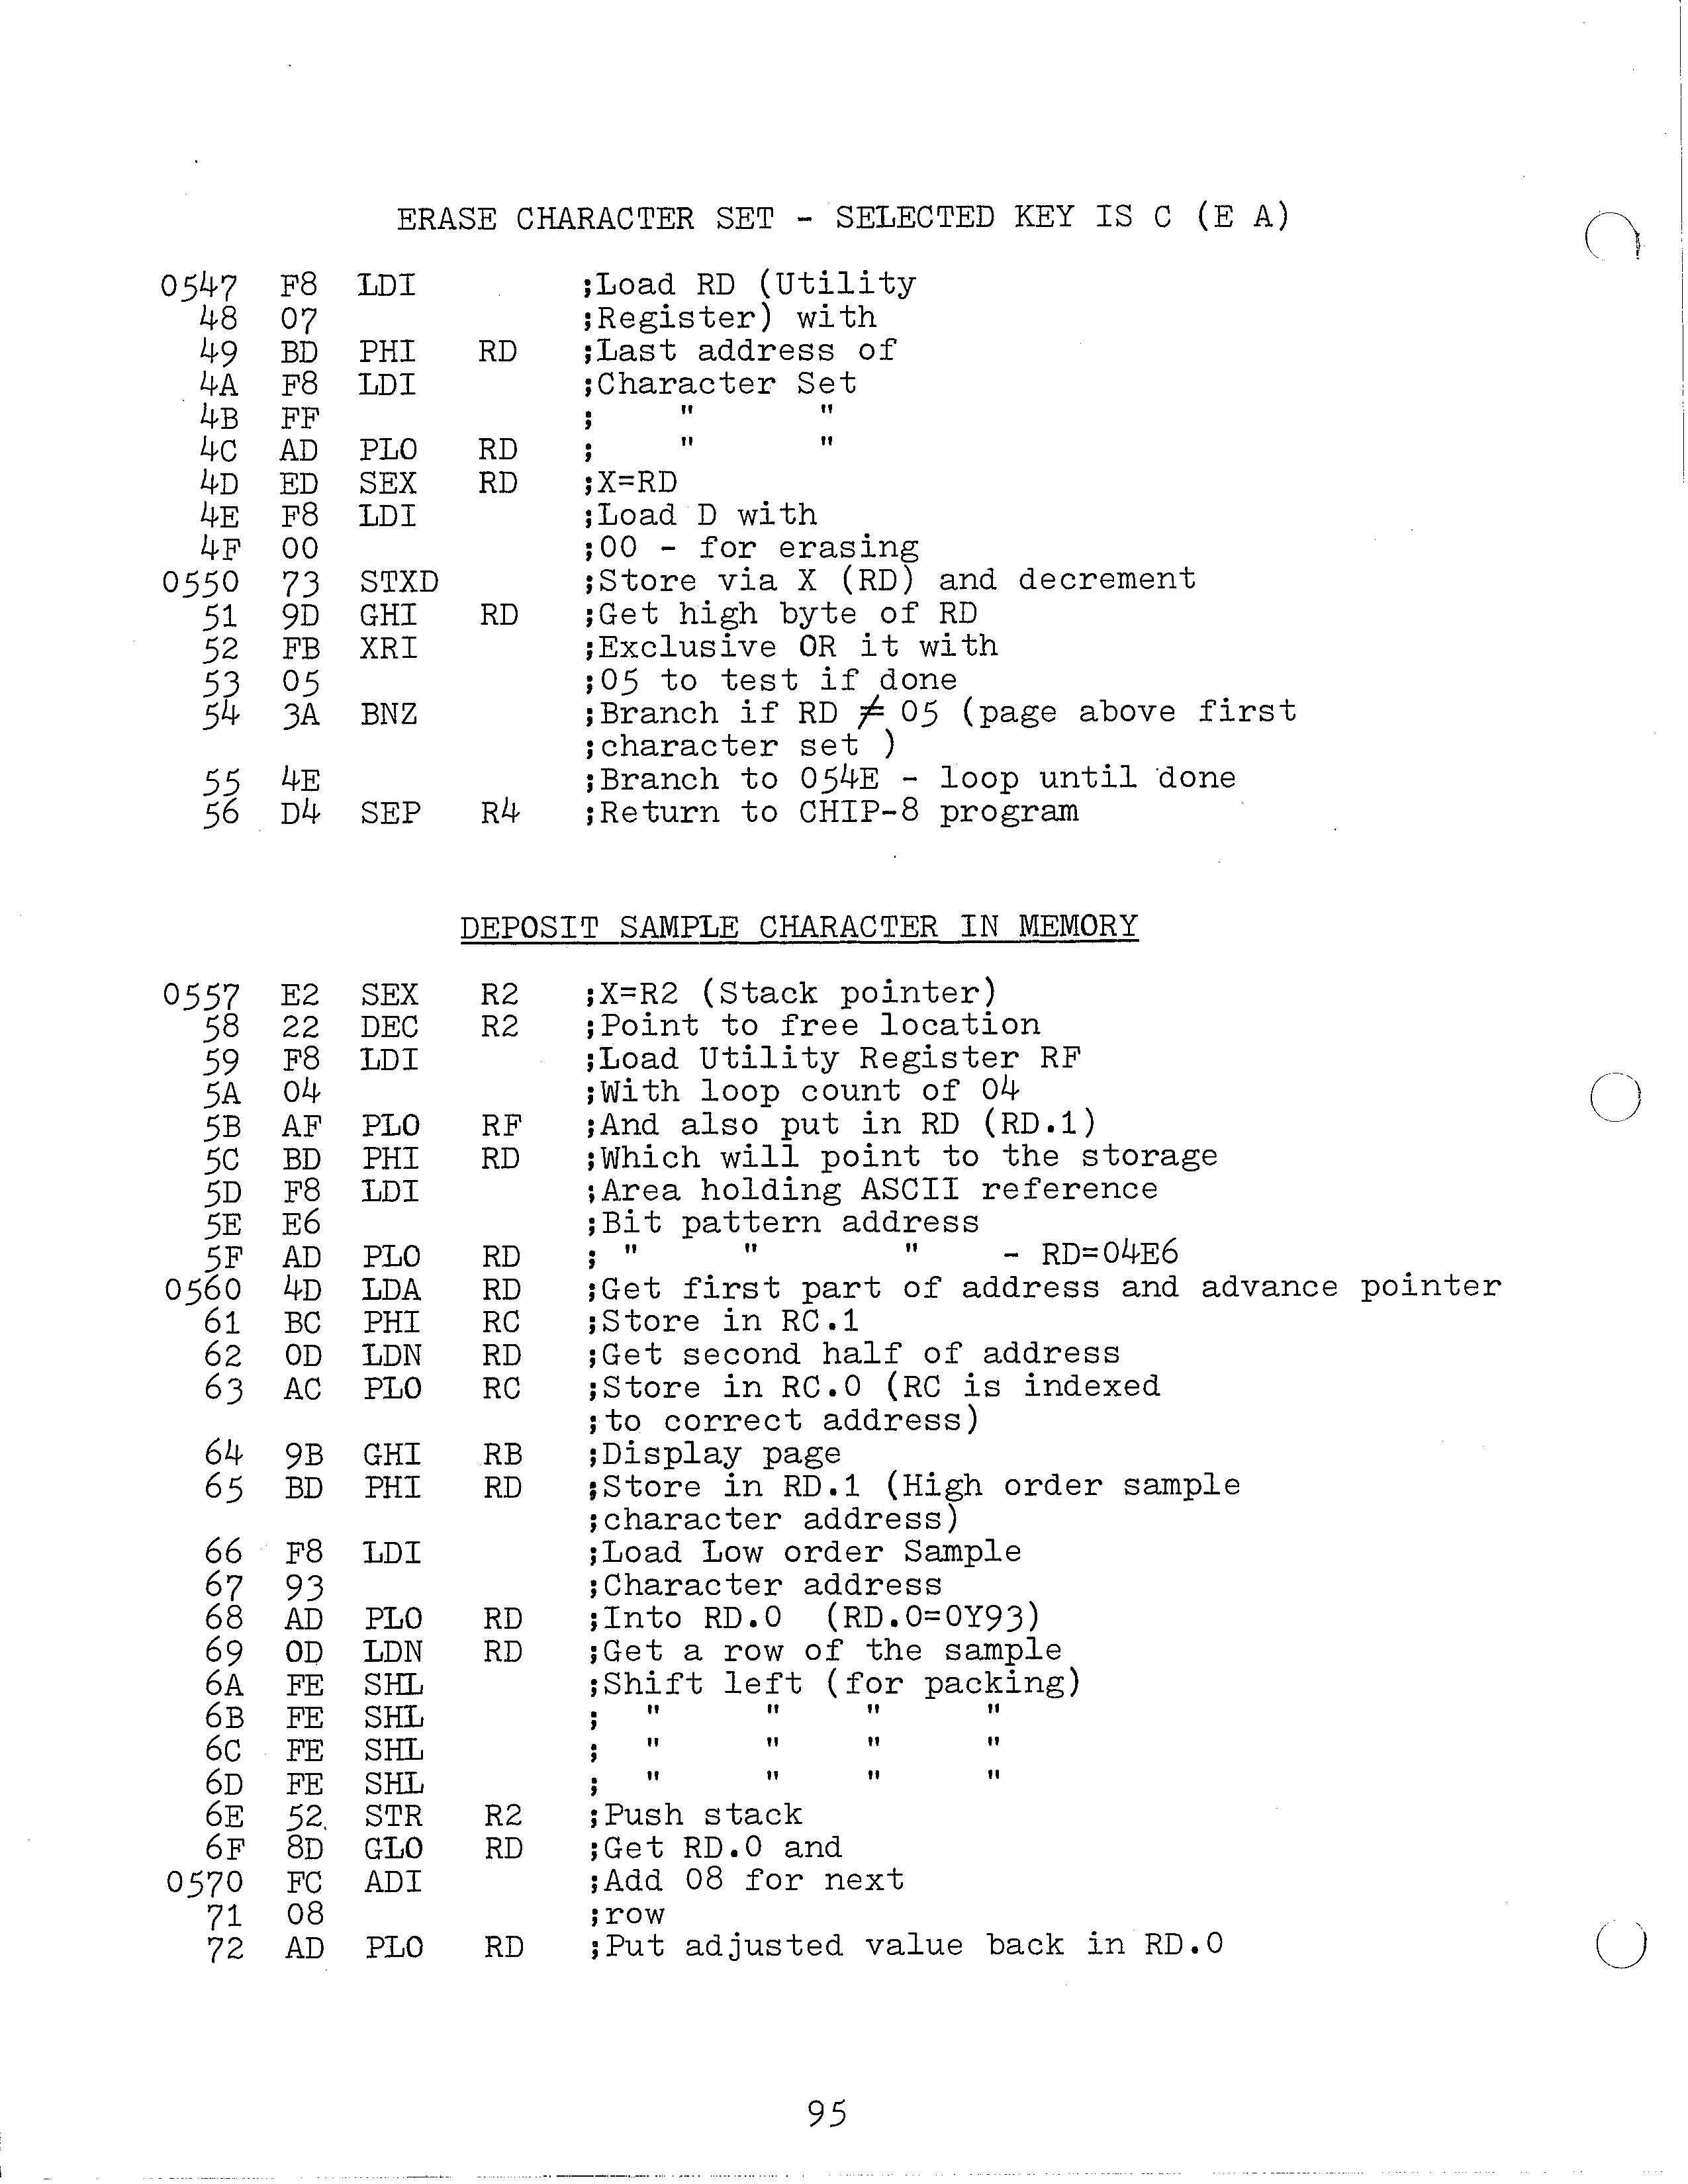 ERASE CHARACTER SET - SELECTED KEY IS C (E A)
0547 F8 LDI ;Load RD (Utility
48 07 ;Register) with
49 BD PHI RD ;Last address of
4A F8 LDI ;Character Set
4B FF ; " "
4C AD PLO RD ; " "
4D ED SEX RD ;X=RD
4E F8 LDI ;Load D with
4F 00 ;00 - for erasing
0550 73 STXD ;Store via X (RD) and decrement
51 9D GHI RD ;Get high byte of RD
52 FB XRI ;Exclusive OR it with
53 05 ;05 to test if done
54 3A BNZ ;Branch if RD ≠ 05 (page above first
;character set )
55 4E ;Branch to 054E - loop until done
56 D4 SEP R4 ;Return to CHIP-8 program
DEPOSIT SAMPLE CHARACTER IN MEMORY
0557 E2 SEX R2 ;X=R2 (Stack pointer)
58 22 DEC R2 ;Point to free location
59 F8 LDI ;Load Utility Register RF
5A 04 ;With loop count of 04
5B AF PLO RF ;And also put in RD (RD.1)
5C BD PHI RD ;Which will point to the storage
5D F8 LDI ;Area holding ASCII reference
5E E6 ;Bit pattern address
5F AD PLO RD ; " " " - RD=04E6
0560 4D LDA RD ;Get first part of address and advance pointer
61 BC PHI RC ;Store in RC.1
62 0D LDN RD ;Get second half of address
63 AC PLO RC ;Store in RC.0 (RC is indexed
;to correct address)
64 9B GHI RB ;Display page
65 BD PHI RD ;Store in RD.1 (High order sample
;character address)
66 F8 LDI ;Load Low order Sample
67 93 ;Character address
68 AD PLO RD ;Into RD.0 (RD.0=0Y93)
69 0D LDN RD ;Get a row of the sample
6A FE SHL ;Shift left (for packing)
6B FE SHL ; " " " "
6C FE SHL ; " " " "
6D FE SHL ; " " " "
6E 52 STR R2 ;Push stack
6F 8D GLO RD ;Get RD.0 and
0570 FC ADI ;Add 08 for next
71 08 ;row
72 AD PLO RD ;Put adjusted value back in RD.0
95